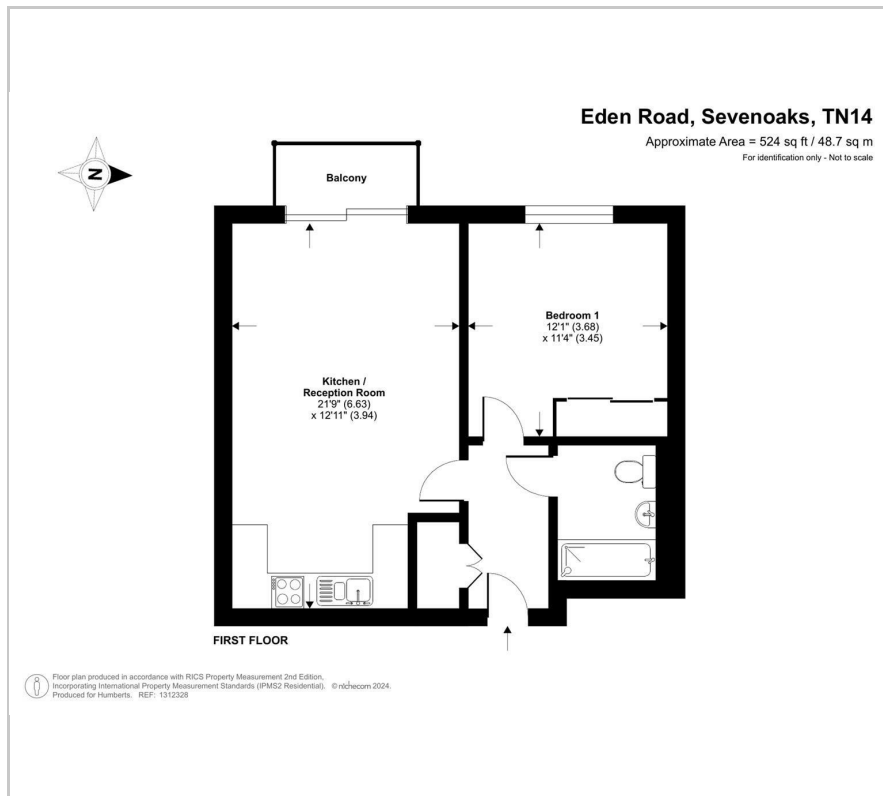 Eden Road, Sevenoaks, TN14
Approximate Area = 524 sq ft / 48.7 sq m
For identification only - Not to scale
N
Balcony
Bedroom 1
12'1" (3.68)
x 11'4" (3.45)
Kitchen /
Reception Room
21'9" (6.63)
x 12'11" (3.94)
FIRST FLOOR
Floor plan produced in accordance with RICS Property Measurement 2nd Edition,
Incorporating International Property Measurement Standards (IPMS2 Residential). © nichecom 2024.
Produced for Humberts. REF: 1312328